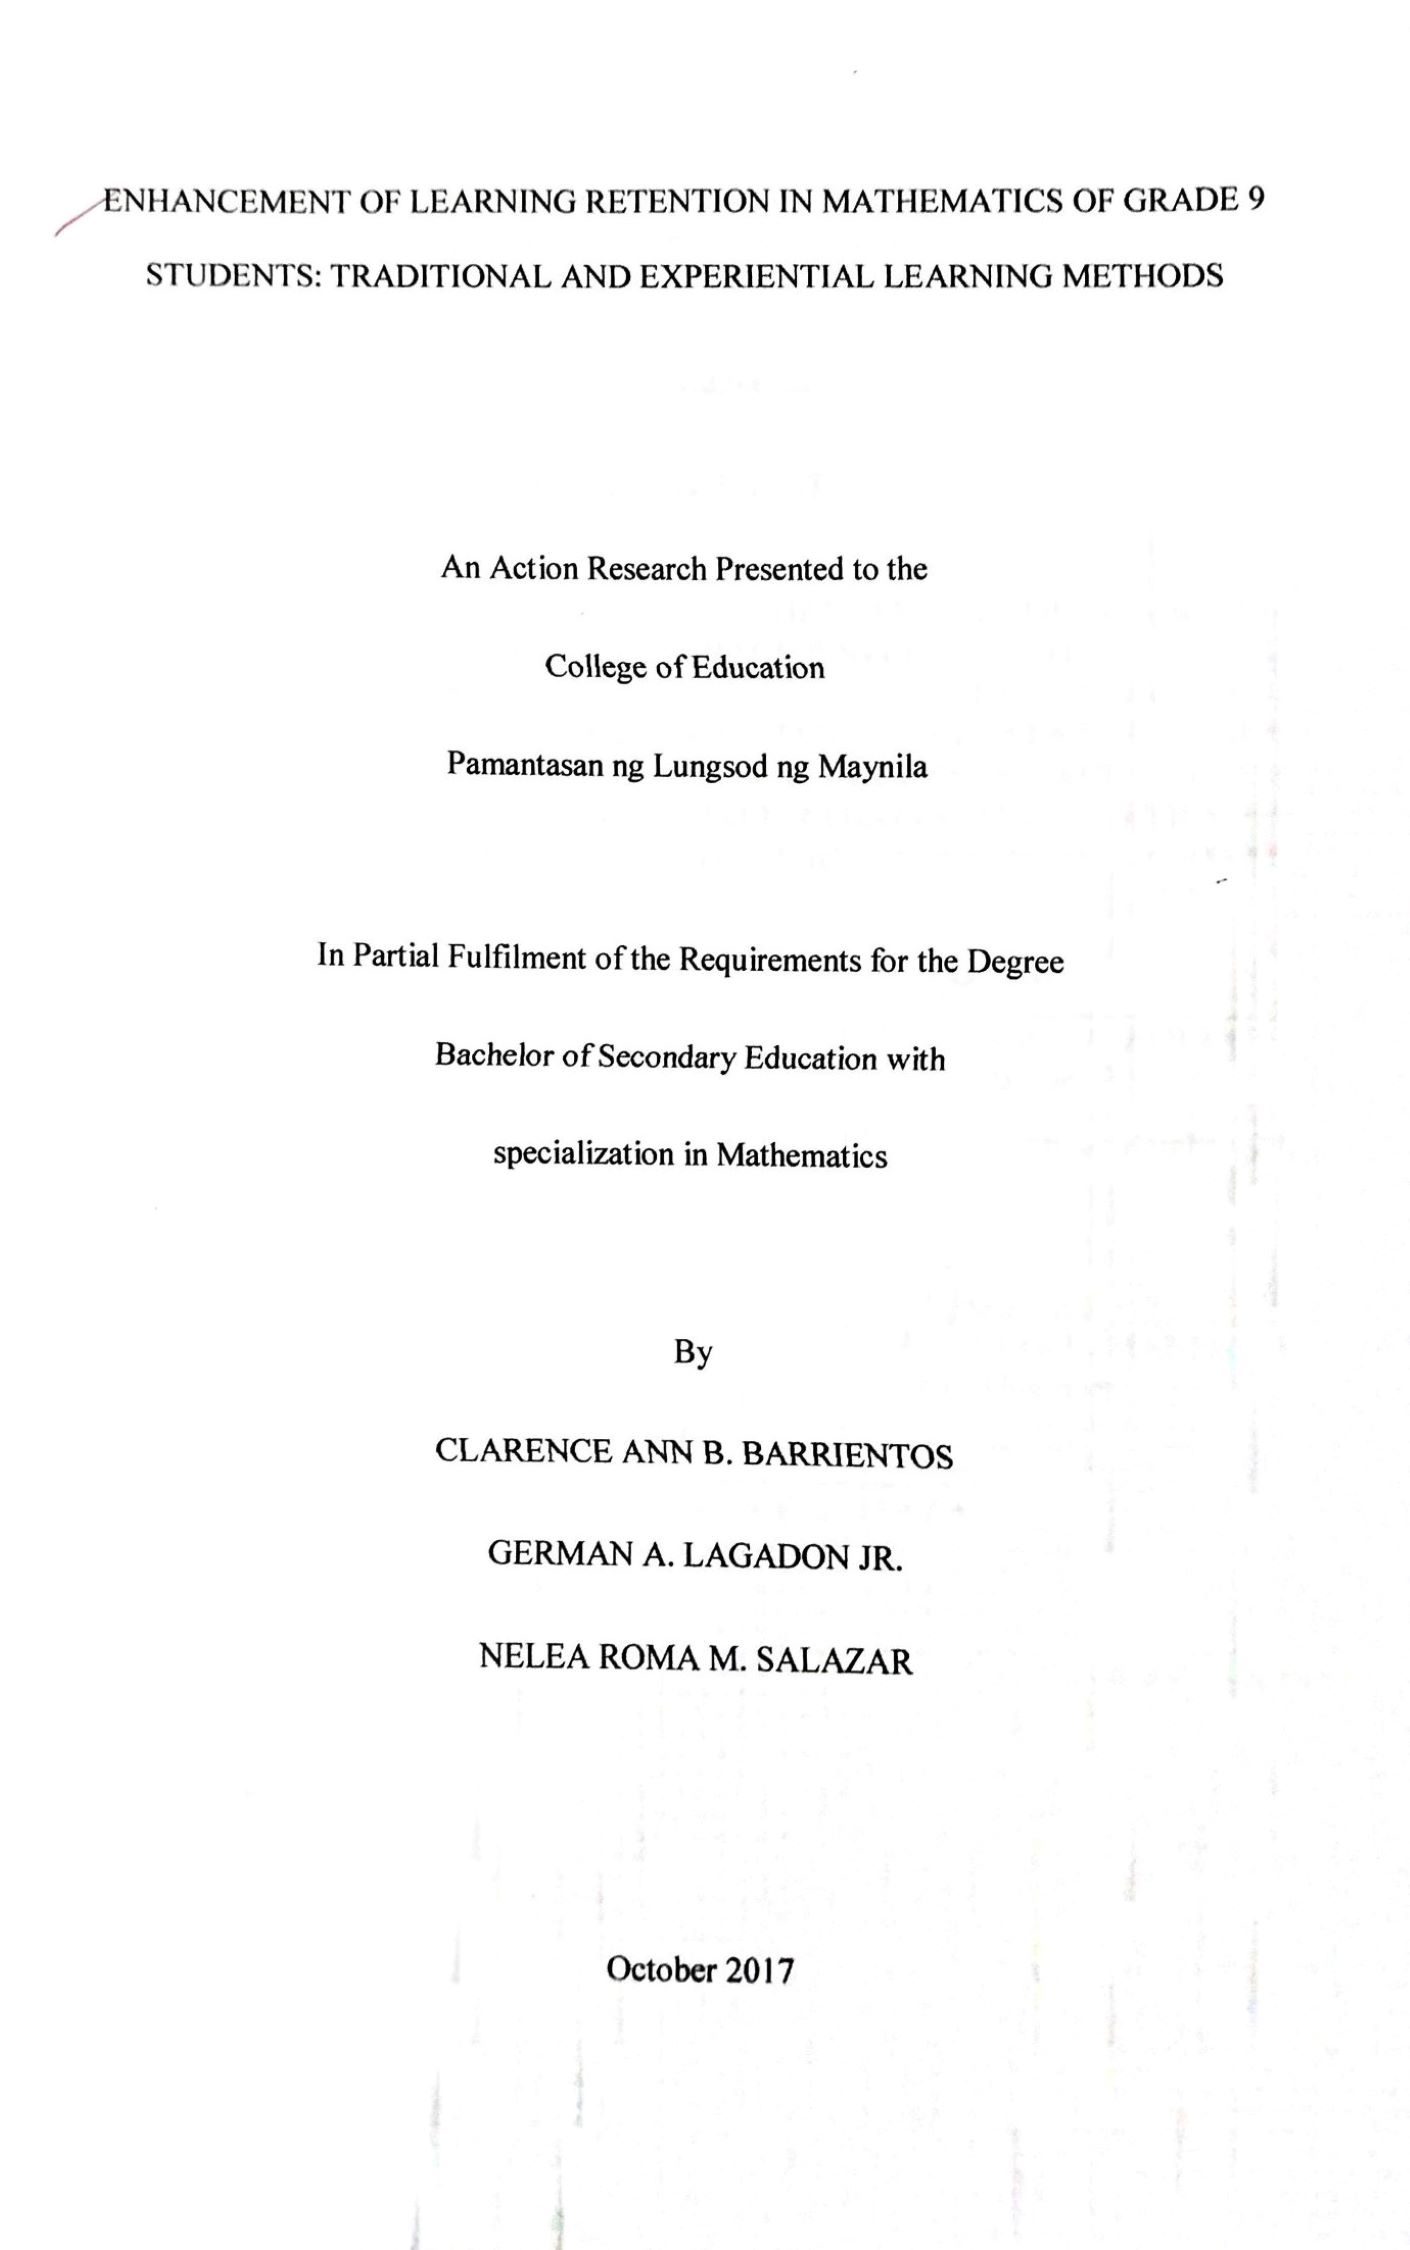 ENHANCEMENT OF LEARNING RETENTION IN MATHEMATICS OF GRADE 9
STUDENTS: TRADITIONAL AND EXPERIENTIAL LEARNING METHODS
An Action Research Presented to the
College of Education
Pamantasan ng Lungsod ng Maynila
In Partial Fulfilment of the Requirements for the Degree
Bachelor of Secondary Education with
specialization in Mathematics
By
CLARENCE ANN B. BARRIENTOS
GERMAN A. LAGADON JR.
NELEA ROMA M. SALAZAR
October 2017